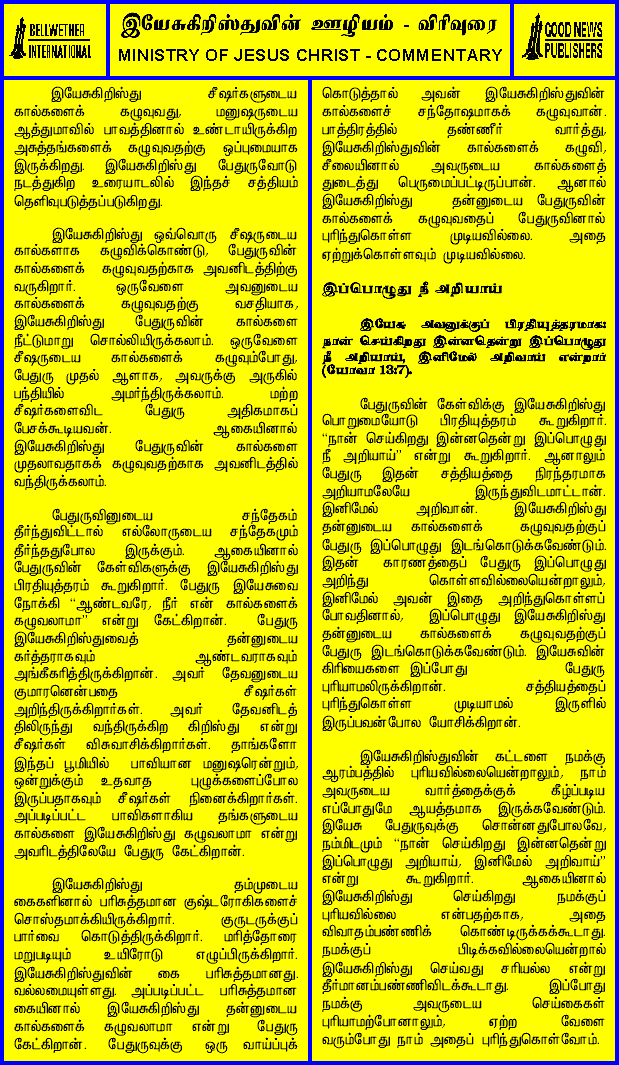 BELLWETHER
INTERNATIONAL
இயேசுகிறிஸ்துவின் ஊழியம் - விரிவுரை
MINISTRY OF JESUS CHRIST - COMMENTARY
GOOD NEWS
PUBLISHERS
இயேசுகிறிஸ்து சீஷர்களுடைய
கால்களைக் கழுவுவது, மனுஷருடைய
ஆத்துமாவில் பாவத்தினால் உண்டாயிருக்கிற
அசுத்தங்களைக் கழுவுவதற்கு ஒப்புமையாக
இருக்கிறது. இயேசுகிறிஸ்து பேதுருவோடு
நடத்துகிற உரையாடலில் இந்தச் சத்தியம்
தெளிவுபடுத்தப்படுகிறது.
இயேசுகிறிஸ்து ஒவ்வொரு சீஷருடைய
கால்களாக கழுவிக்கொண்டு, பேதுருவின்
கால்களைக் கழுவுவதற்காக அவனிடத்திற்கு
வருகிறார். ஒருவேளை அவனுடைய
கால்களைக் கழுவுவதற்கு வசதியாக,
இயேசுகிறிஸ்து பேதுருவின் கால்களை
நீட்டுமாறு சொல்லியிருக்கலாம். ஒருவேளை
சீஷருடைய கால்களைக் கழுவும்போது,
பேதுரு முதல் ஆளாக, அவருக்கு அருகில்
பந்தியில் அமர்ந்திருக்கலாம். மற்ற
சீஷர்களைவிட பேதுரு அதிகமாகப்
பேசக்கூடியவன். ஆகையினால்
இயேசுகிறிஸ்து பேதுருவின் கால்களை
முதலாவதாகக் கழுவுவதற்காக அவனிடத்தில்
வந்திருக்கலாம்.
பேதுருவினுடைய சந்தேகம்
தீர்ந்துவிட்டால் எல்லோருடைய சந்தேகமும்
தீர்ந்ததுபோல இருக்கும். ஆகையினால்
பேதுருவின் கேள்விகளுக்கு இயேசுகிறிஸ்து
பிரதியுத்தரம் கூறுகிறார். பேதுரு இயேசுவை
நோக்கி “ஆண்டவரே, நீர் என் கால்களைக்
கழுவலாமா” என்று கேட்கிறான். பேதுரு
இயேசுகிறிஸ்துவைத் தன்னுடைய
கர்த்தராகவும் ஆண்டவராகவும்
அங்கீகரித்திருக்கிறான். அவர் தேவனுடைய
குமாரனென்பதை சீஷர்கள்
அறிந்திருக்கிறார்கள். அவர் தேவனிடத்
திலிருந்து வந்திருக்கிற கிறிஸ்து என்று
சீஷர்கள் விசுவாசிக்கிறார்கள். தாங்களோ
இந்தப் பூமியில் பாவியான மனுஷரென்றும்,
ஒன்றுக்கும் உதவாத புழுக்களைப்போல
இருப்பதாகவும் சீஷர்கள் நினைக்கிறார்கள்.
அப்படிப்பட்ட பாவிகளாகிய தங்களுடைய
கால்களை இயேசுகிறிஸ்து கழுவலாமா என்று
அவரிடத்திலேயே பேதுரு கேட்கிறான்.
இயேசுகிறிஸ்து தம்முடைய
கைகளினால் பரிசுத்தமான குஷ்டரோகிகளைச்
சொஸ்தமாக்கியிருக்கிறார். குருடருக்குப்
பார்வை கொடுத்திருக்கிறார். மரித்தோரை
மறுபடியும் உயிரோடு எழுப்பிருக்கிறார்.
இயேசுகிறிஸ்துவின் கை பரிசுத்தமானது.
வல்லமையுள்ளது. அப்படிப்பட்ட பரிசுத்தமான
கையினால் இயேசுகிறிஸ்து தன்னுடைய
கால்களைக் கழுவலாமா என்று பேதுரு
கேட்கிறான். பேதுருவுக்கு ஒரு வாய்ப்புக்
கொடுத்தால் அவன் இயேசுகிறிஸ்துவின்
கால்களைச் சந்தோஷமாகக் கழுவுவான்.
பாத்திரத்தில் தண்ணீர் வார்த்து,
இயேசுகிறிஸ்துவின் கால்களைக் கழுவி,
சீலையினால் அவருடைய கால்களைத்
துடைத்து பெருமைப்பட்டிருப்பான். ஆனால்
இயேசுகிறிஸ்து தன்னுடைய பேதுருவின்
கால்களைக் கழுவுவதைப் பேதுருவினால்
புரிந்துகொள்ள முடியவில்லை. அதை
ஏற்றுக்கொள்ளவும் முடியவில்லை.
இப்பொழுது நீ அறியாய்
இயேசு அவனுக்குப் பிரதியுத்தரமாக:
நான் செய்கிறது இன்னதென்று இப்பொழுது
நீ அறியாய், இனிமேல் அறிவாய் என்றார்
(யோவா 13:7).
பேதுருவின் கேள்விக்கு இயேசுகிறிஸ்து
பொறுமையோடு பிரதியுத்தரம் கூறுகிறார்.
“நான் செய்கிறது இன்னதென்று இப்பொழுது
நீ அறியாய்” என்று கூறுகிறார். ஆனாலும்
பேதுரு இதன் சத்தியத்தை நிரந்தரமாக
அறியாமலேயே இருந்துவிடமாட்டான்.
இனிமேல் அறிவான். இயேசுகிறிஸ்து
தன்னுடைய கால்களைக் கழுவுவதற்குப்
பேதுரு இப்பொழுது இடங்கொடுக்கவேண்டும்.
இதன் காரணத்தைப் பேதுரு இப்பொழுது
அறிந்து கொள்ளவில்லையென்றாலும்,
இனிமேல் அவன் இதை அறிந்துகொள்ளப்
போவதினால், இப்பொழுது இயேசுகிறிஸ்து
தன்னுடைய கால்களைக் கழுவுவதற்குப்
பேதுரு இடங்கொடுக்கவேண்டும். இயேசுவின்
கிரியைகளை இப்போது பேதுரு
புரியாமலிருக்கிறான். சத்தியத்தைப்
புரிந்துகொள்ள முடியாமல் இருளில்
இருப்பவன்போல யோசிக்கிறான்.
இயேசுகிறிஸ்துவின் கட்டளை நமக்கு
ஆரம்பத்தில் புரியவில்லையென்றாலும், நாம்
அவருடைய வார்த்தைக்குக் கீழ்ப்படிய
எப்போதுமே ஆயத்தமாக இருக்கவேண்டும்.
இயேசு பேதுருவுக்கு சொன்னதுபோலவே,
நம்மிடமும் “நான் செய்கிறது இன்னதென்று
இப்பொழுது அறியாய், இனிமேல் அறிவாய்”
என்று கூறுகிறார். ஆகையினால்
இயேசுகிறிஸ்து செய்கிறது நமக்குப்
புரியவில்லை என்பதற்காக, அதை
விவாதம்பண்ணிக் கொண்டிருக்கக்கூடாது.
நமக்குப் பிடிக்கவில்லையென்றால்
இயேசுகிறிஸ்து செய்வது சரியல்ல என்று
தீர்மானம்பண்ணிவிடக்கூடாது. இப்போது
நமக்கு அவருடைய செய்கைகள்
புரியாமற்போனாலும், ஏற்ற வேளை
வரும்போது நாம் அதைப் புரிந்துகொள்வோம்.